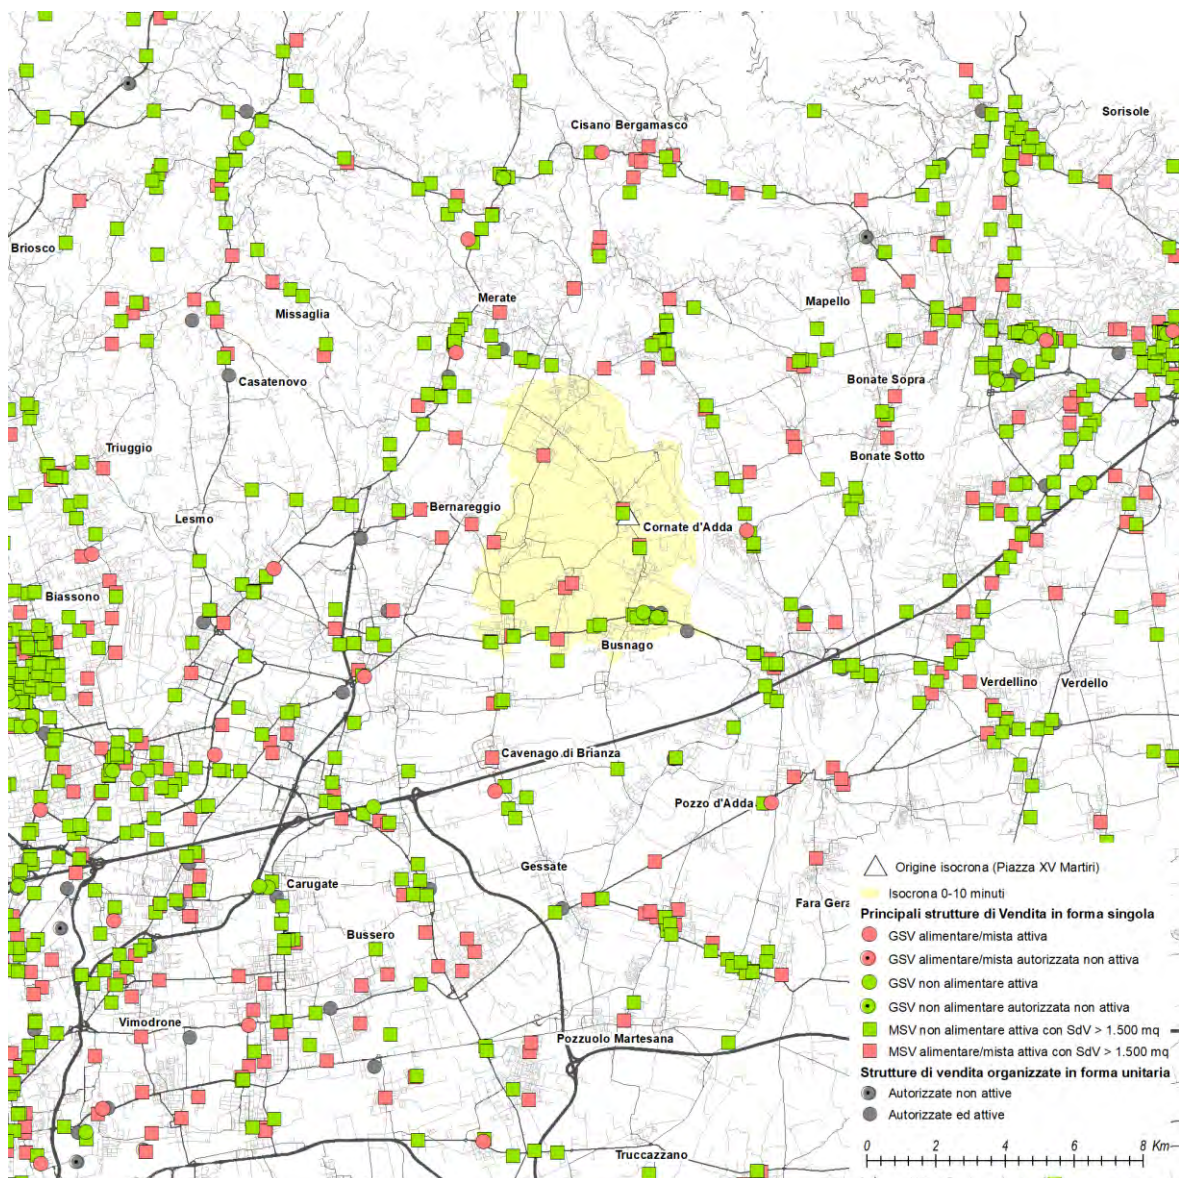 Sorisole
Cisano Bergamasco
Briosco
Merate
Mapello
Missaglia
Casatenovo
Bonate Sopra
Triuggio
Bonate Sotto
Bernareggio
Lesmo
Cornate d'Adda
Biassono
Busnago
Verdellino
Verdello
Cavenago di Brianza
Pozzo d'Adda
Gessate
Carugate
Fara Gera
Bussero
Vimodrone
Pozzuolo Martesana
Truccazzano
Origine isocrona (Piazza XV Martiri)
Isocrona 0-10 minuti
Principali strutture di Vendita in forma singola
GSV alimentare/mista attiva
GSV alimentare/mista autorizzata non attiva
GSV non alimentare attiva
GSV non alimentare autorizzata non attiva
MSV non alimentare attiva con SdV > 1.500 mq
MSV alimentare/mista attiva con SdV > 1.500 mq
Strutture di vendita organizzate in forma unitaria
Autorizzate non attive
Autorizzate ed attive
0 2 4 6 8 Km